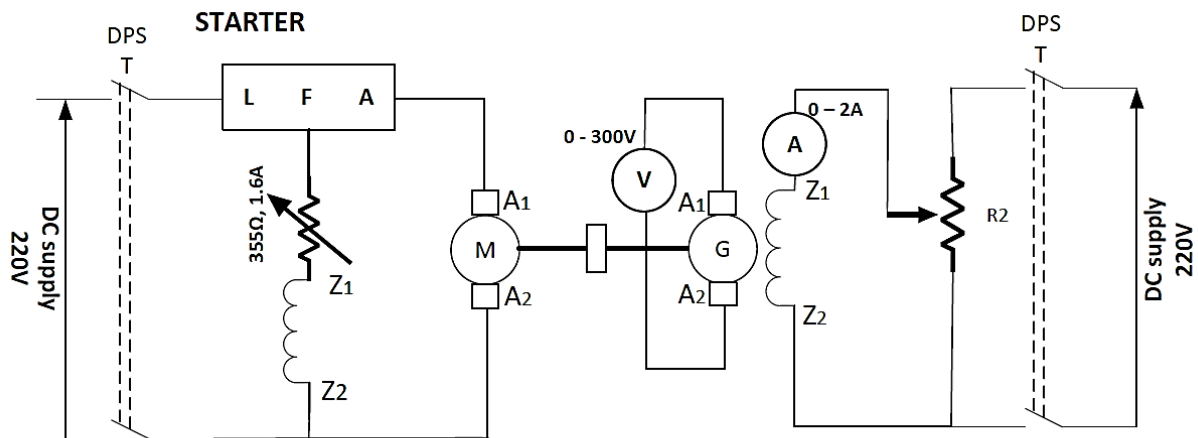 STARTER
DPS
T
L F A
DC supply
2220V
355Ω, 1.6A
Z1
Z2
M
A1
A2
0 - 300V
V
G
A1
A2
0 – 2A
A
Z1
Z2
R2
DPS
T
DC supply
220V